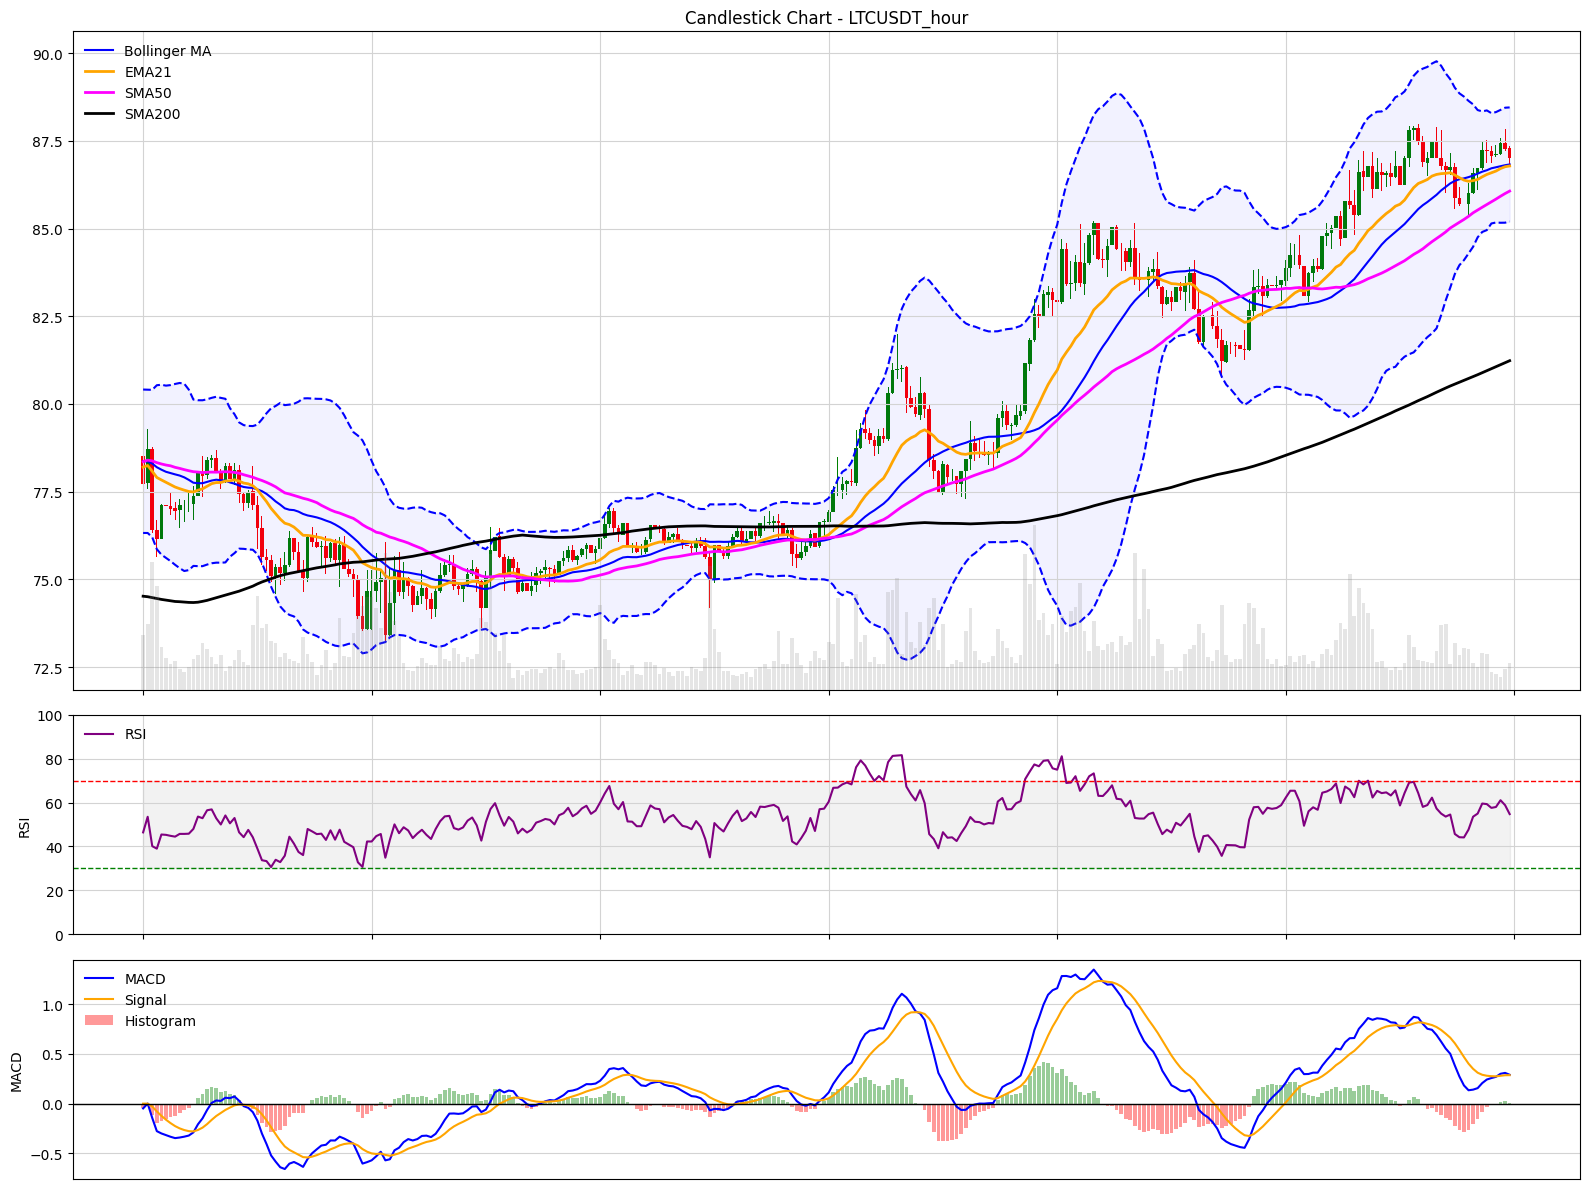 Candlestick Chart - LTCUSDT_hour
90.0
87.5
85.0
82.5
80.0
77.5
75.0
72.5
Bollinger MA
EMA21
SMA50
SMA200
100
80
60
40
20
0
RSI
RSI
1.0
0.5
0.0
−0.5
MACD
MACD
Signal
Histogram